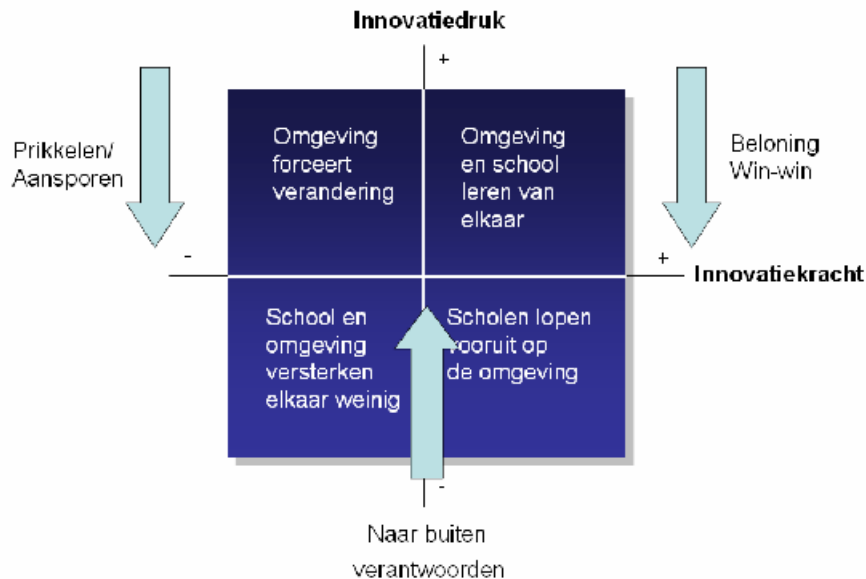 Innovatiedruk
+
Prikkelen/
Aansporen
Omgeving
forceert
verandering
Omgeving
en school
leren van
elkaar
Beloning
Win-win
-
+
Innovatiekracht
School en
omgeving
versterken
elkaar weinig
Scholen lopen
vooruit op
de omgeving
-
Naar buiten
verantwoorden